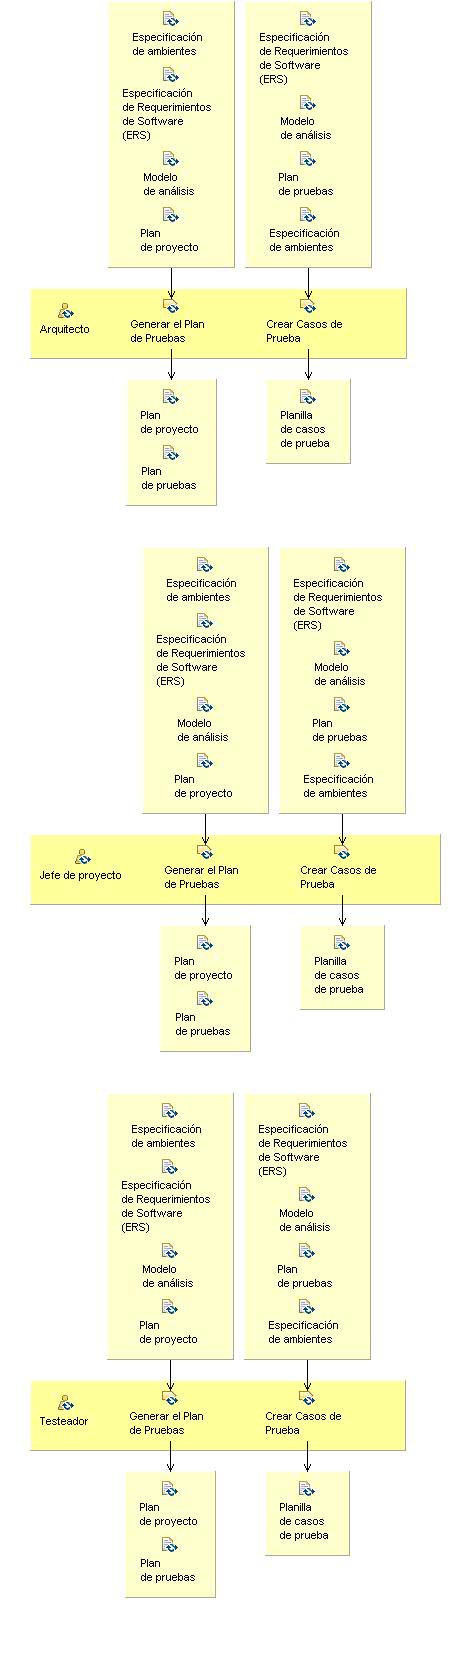 Especificación
de ambientes
Especificación
de Requerimientos
de Software
(ERS)
Modelo
de análisis
Plan
de proyecto
Especificación
de Requerimientos
de Software
(ERS)
Modelo
de análisis
Plan
de pruebas
Especificación
de ambientes
Arquitecto
Generar el Plan
de Pruebas
Crear Casos de
Prueba
Plan
de proyecto
Plan
de pruebas
Planilla
de casos
de prueba
Especificación
de ambientes
Especificación
de Requerimientos
de Software
(ERS)
Modelo
de análisis
Plan
de proyecto
Especificación
de Requerimientos
de Software
(ERS)
Modelo
de análisis
Plan
de pruebas
Especificación
de ambientes
Jefe de proyecto
Generar el Plan
de Pruebas
Crear Casos de
Prueba
Plan
de proyecto
Plan
de pruebas
Planilla
de casos
de prueba
Especificación
de ambientes
Especificación
de Requerimientos
de Software
(ERS)
Modelo
de análisis
Plan
de proyecto
Especificación
de Requerimientos
de Software
(ERS)
Modelo
de análisis
Plan
de pruebas
Especificación
de ambientes
Testeador
Generar el Plan
de Pruebas
Crear Casos de
Prueba
Plan
de proyecto
Plan
de pruebas
Planilla
de casos
de prueba